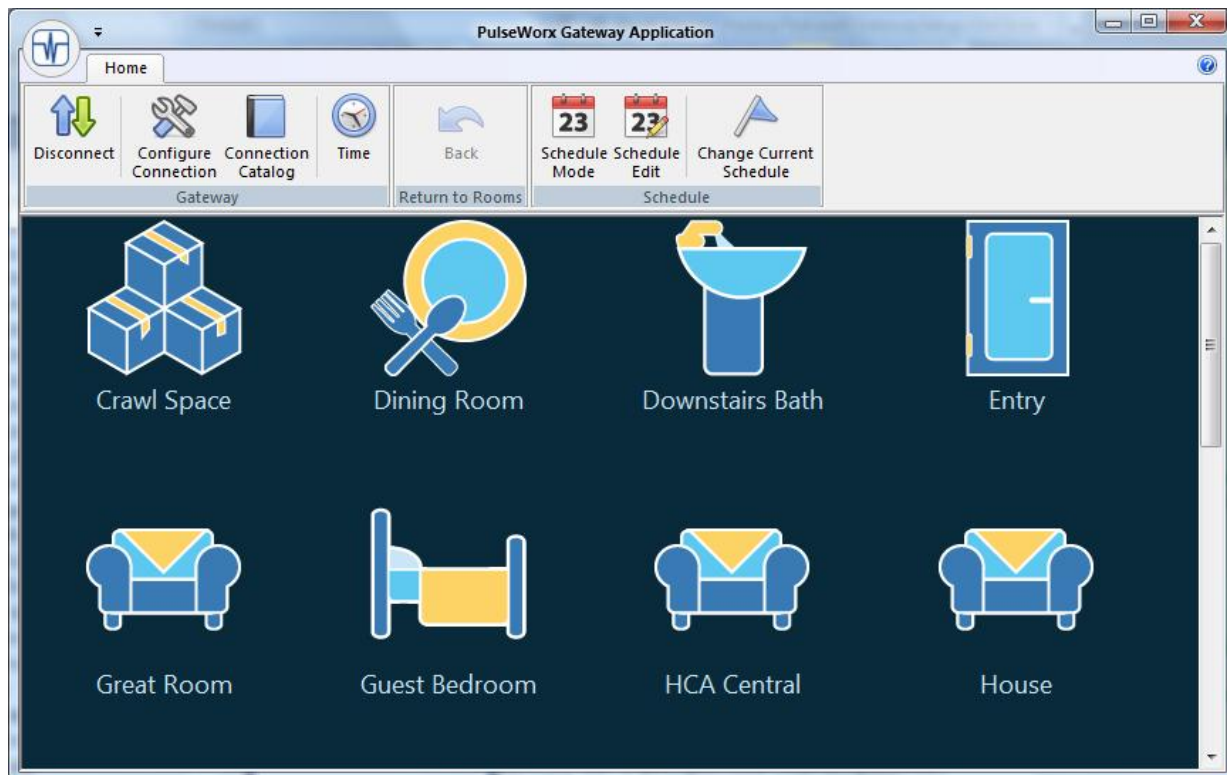 PulseWorx Gateway Application
Home
Disconnect
Configure
Connection
Connection
Catalog
Time
Back
23
Schedule
Mode
23
Schedule
Edit
Change Current
Schedule
Gateway
Return to Rooms
Schedule
Crawl Space
Dining Room
Downstairs Bath
Entry
Great Room
Guest Bedroom
HCA Central
House